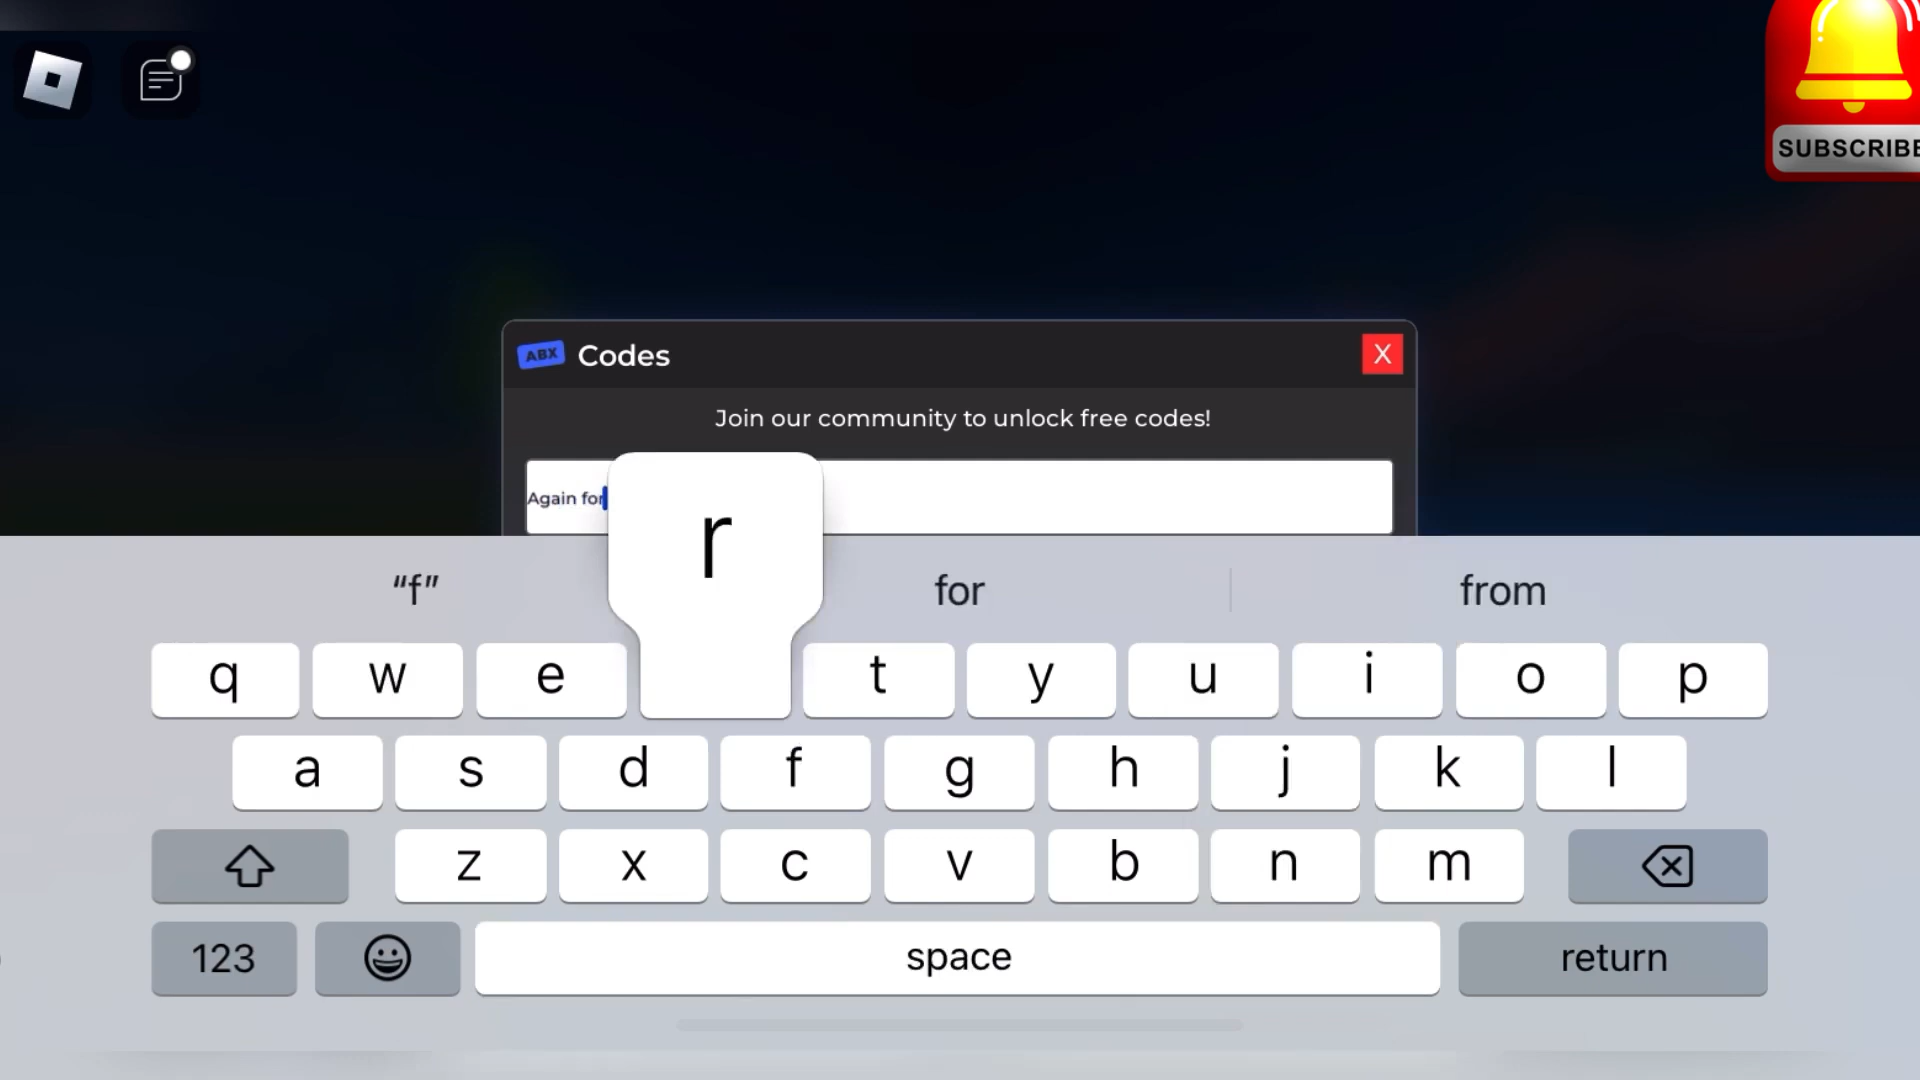 SUBSCRIBE
ABX Codes X
Join our community to unlock free codes!
Again for
r
“f” for from
q w e t y u i o p
a s d f g h j k l
z x c v b n m
123 space return